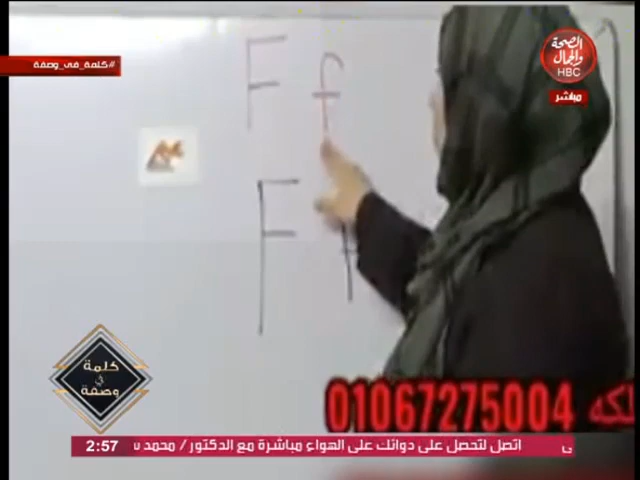 #كلمة_في_وصفة
F f
الصحة
والجمال
HBC
مباشر
F
كلمة
في
وصفة
01067275004
2:57
اتصل لتحصل على دوائك على الهواء مباشرة مع الدكتور/ محمد